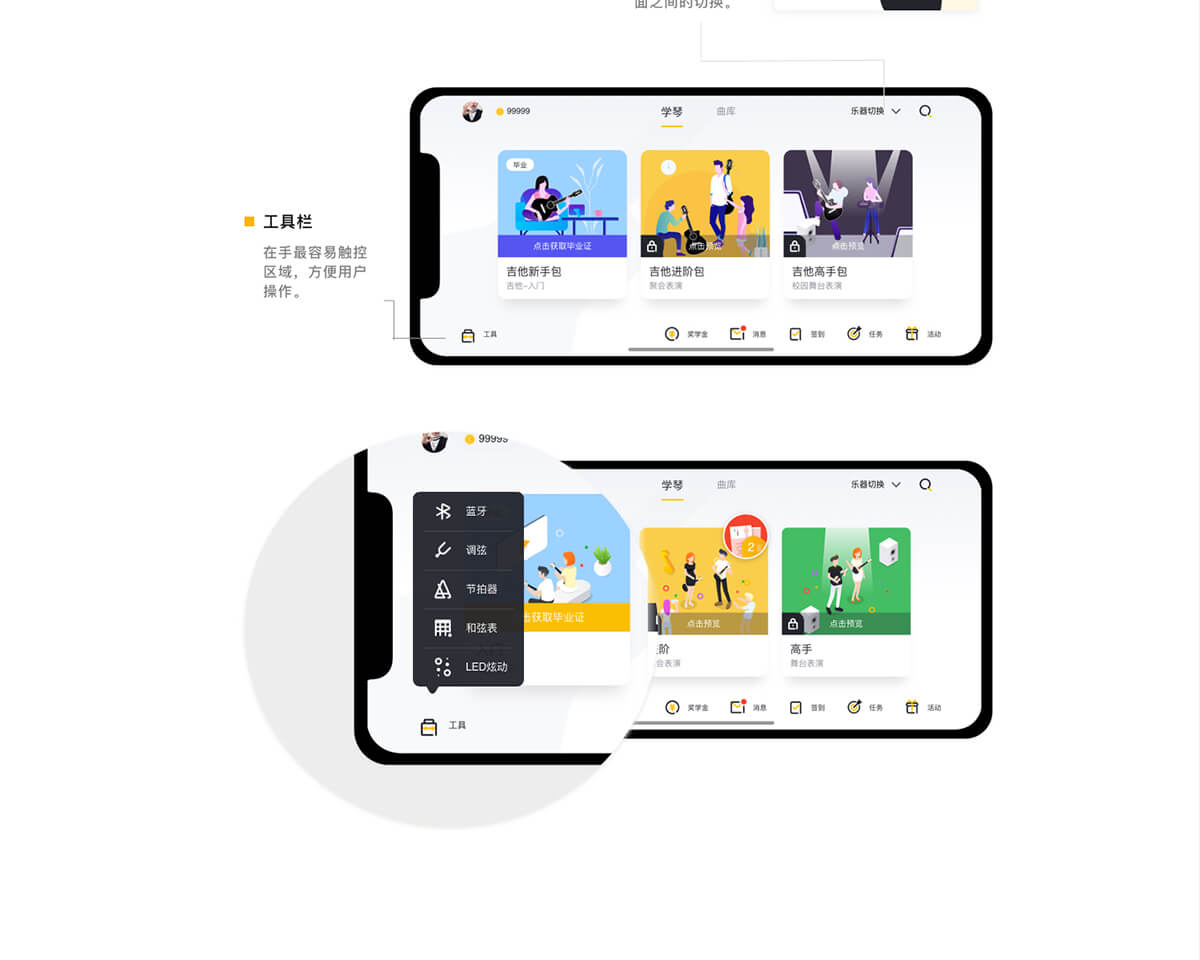 面之间的切换。
99999
学琴
曲库
乐器切换
毕业
点击获取毕业证
点击预览
点击预览
吉他新手包
吉他-入门
吉他进阶包
聚会表演
吉他高手包
校园舞台表演
工具栏
在手最容易触控
区域，方便用户
操作。
工具
奖学金
消息
签到
任务
活动
99999
学琴
曲库
乐器切换
蓝牙
调弦
节拍器
和弦表
LED炫动
击获取毕业证
2
点击预览
点击预览
阶
会表演
高手
舞台表演
工具
奖学金
消息
签到
任务
活动